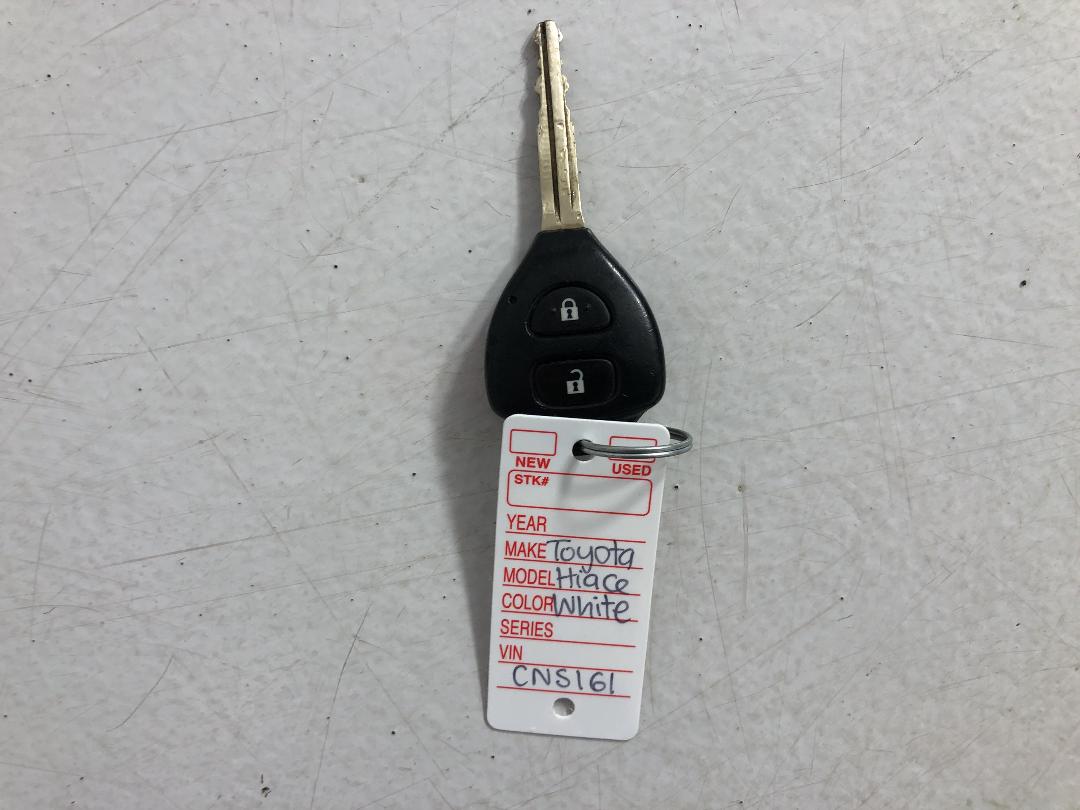 NEW USED
STK#
YEAR
MAKE Toyota
MODEL Hiace
COLOR White
SERIES
VIN
CNS161